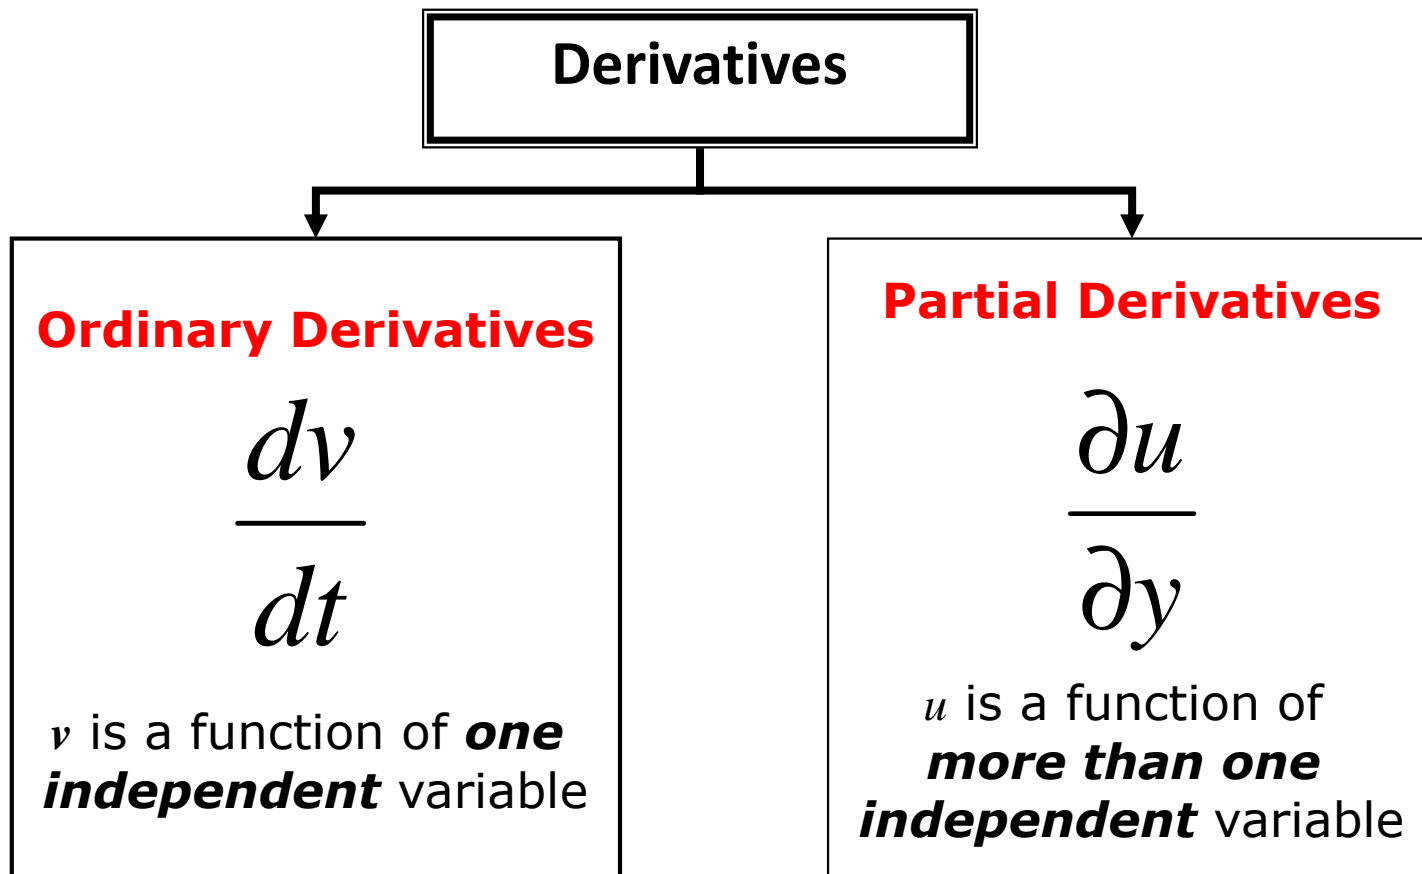 Derivatives
Ordinary Derivatives
dv
dt
v is a function of one
independent variable
Partial Derivatives
∂u
∂y
u is a function of
more than one
independent variable